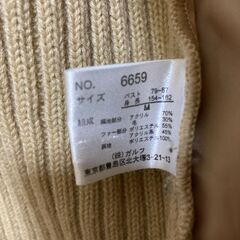 NO. 6659
サイズ バスト 79~87
身長 154~162
M
組成 編地部分 アクリル 70%
毛 30%
ファー部分 ポリエステル 55%
アクリル系 45%
裏地 ポリエステル 100%
(株)ガルフ
東京都豊島区北大塚3-21-13